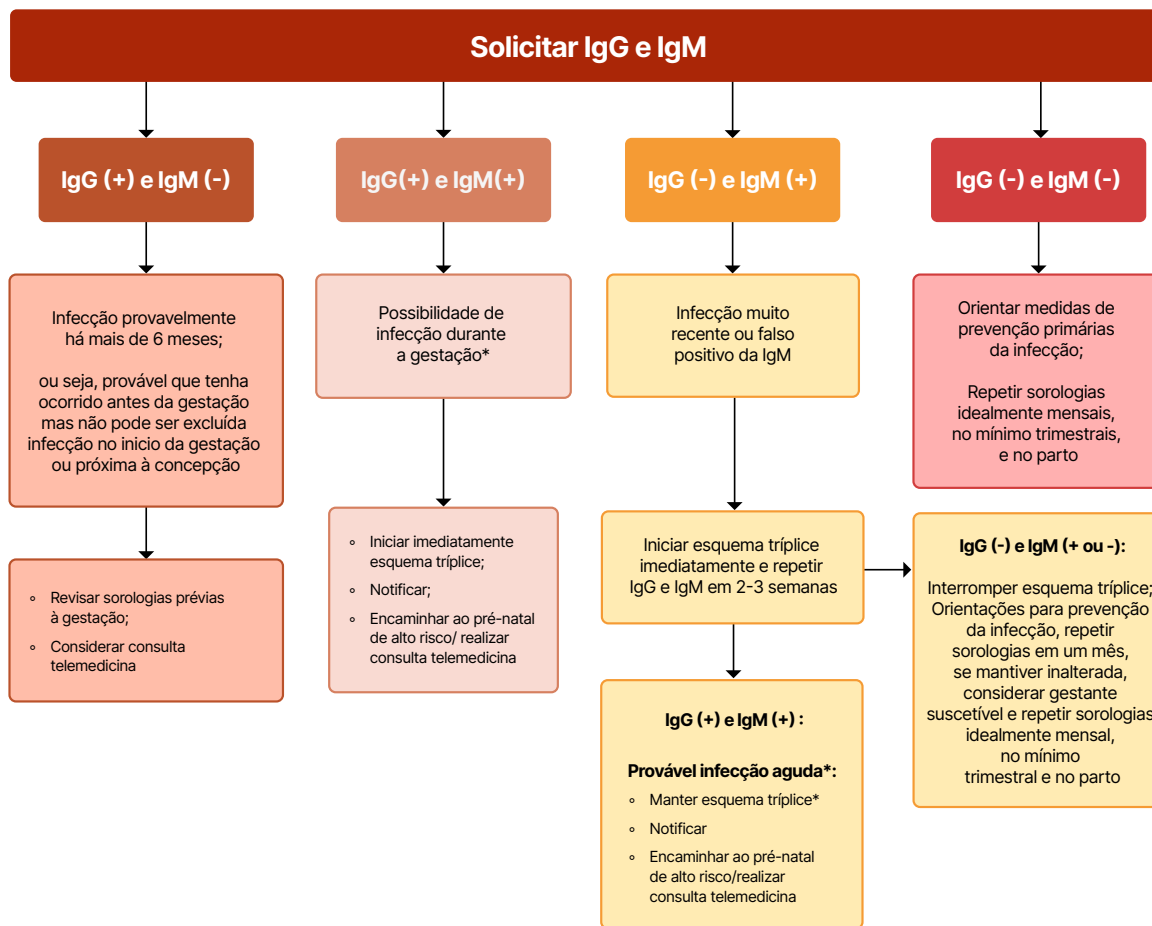 Solicitar IgG e IgM
IgG (+) e IgM (-)
IgG(+) e IgM(+)
IgG (-) e IgM (+)
IgG (-) e IgM (-)
Infecção provavelmente
há mais de 6 meses;
ou seja, provável que tenha
ocorrido antes da gestação
mas não pode ser excluída
infecção no inicio da gestação
ou próxima à concepção
Possibilidade de
infecção durante
a gestação*
Infecção muito
recente ou falso
positivo da IgM
Orientar medidas de
prevenção primárias
da infecção;
Repetir sorologias
idealmente mensais,
no mínimo trimestrais,
e no parto
Revisar sorologias prévias
à gestação;
Considerar consulta
telemedicina
Iniciar imediatamente
esquema tríplice;
Notificar;
Encaminhar ao pré-natal
de alto risco/ realizar
consulta telemedicina
Iniciar esquema tríplice
imediatamente e repetir
IgG e IgM em 2-3 semanas
IgG (-) e IgM (+ ou -):
Interromper esquema tríplice;
Orientações para prevenção
da infecção, repetir
sorologias em um mês,
se mantiver inalterada,
considerar gestante
suscetível e repetir sorologias
idealmente mensal,
no mínimo
trimestral e no parto
IgG (+) e IgM (+) :
Provável infecção aguda*:
Manter esquema tríplice*
Notificar
Encaminhar ao pré-natal
de alto risco/realizar
consulta telemedicina